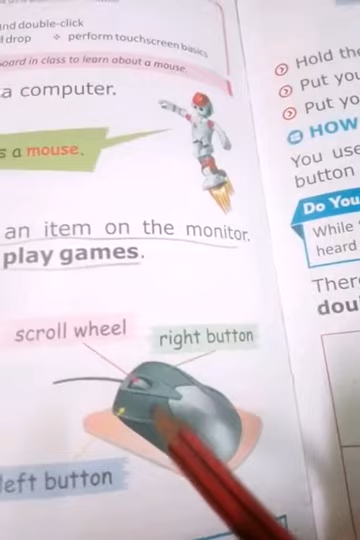 and double-click
drop ❖ perform touchscreen basics
board in class to learn about a mouse.
a computer.
s a mouse.
an item on the monitor.
play games.
scroll wheel
right button
left button
Hold the
Put you
Put yo
HOW
You use
button
Do You
While
heard
Ther
dou